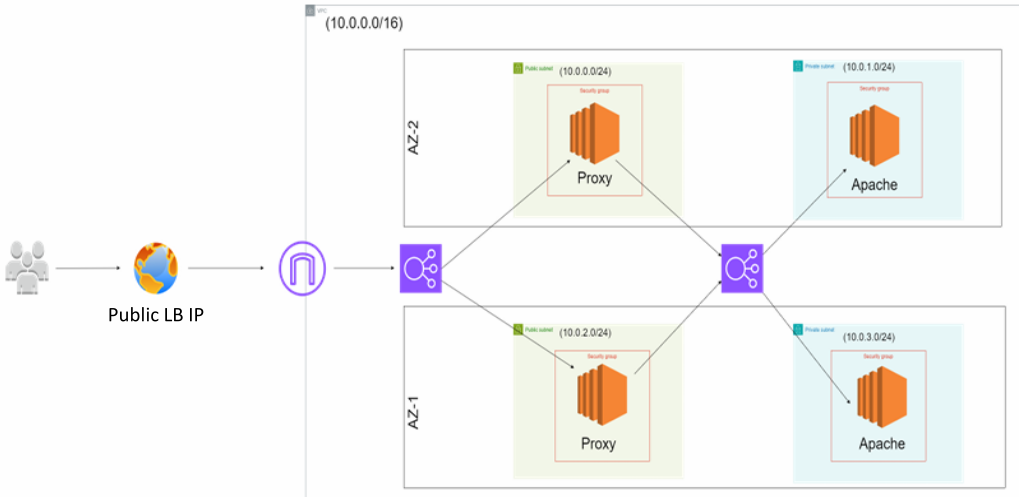 VPC
(10.0.0.0/16)
AZ-2
Public subnet
(10.0.0.0/24)
Security group
Proxy
Private subnet
(10.0.1.0/24)
Security group
Apache
Public LB IP
AZ-1
Public subnet
(10.0.2.0/24)
Security group
Proxy
Private subnet
(10.0.3.0/24)
Security group
Apache